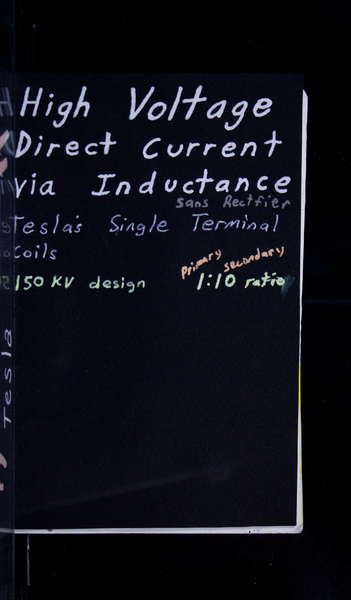 High Voltage
Direct Current
via Inductance
sans Rectfier
Tesla's Single Terminal
Coils
primary secondary
150 KV design 1:10 ratio
Tesla